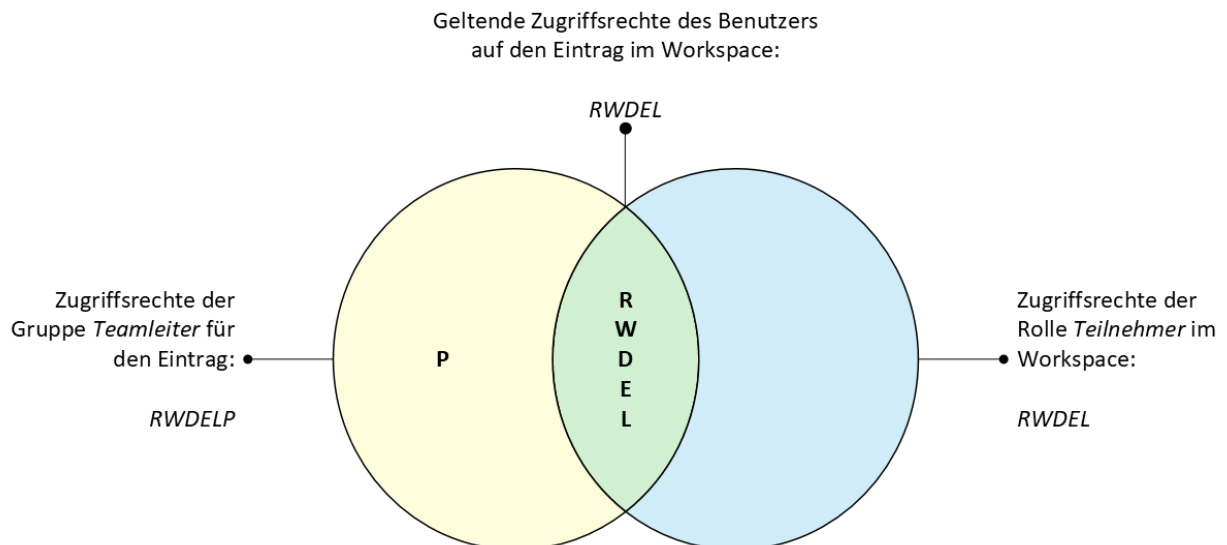 Geltende Zugriffsrechte des Benutzers
auf den Eintrag im Workspace:
RWDEL
Zugriffsrechte der
Gruppe Teamleiter für
den Eintrag:
RWDELP
P
R
W
D
E
L
Zugriffsrechte der
Rolle Teilnehmer im
Workspace:
RWDEL